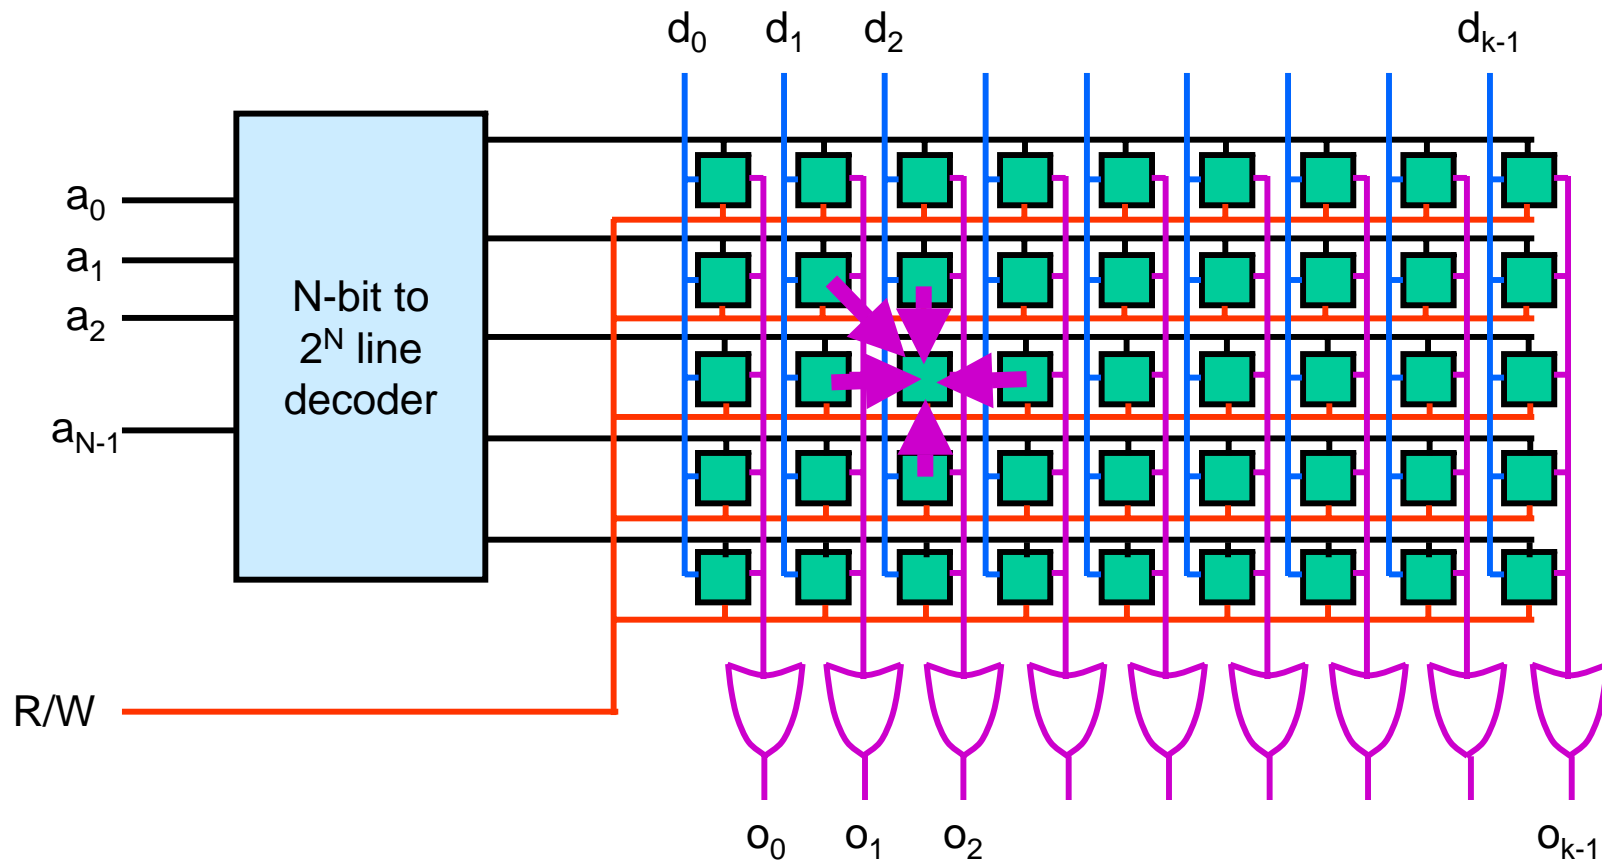 d₀ d₁ d₂ dₖ₋₁
a₀
a₁
a₂
a_N-1
N-bit to
2ᴺ line
decoder
R/W
o₀ o₁ o₂ oₖ₋₁